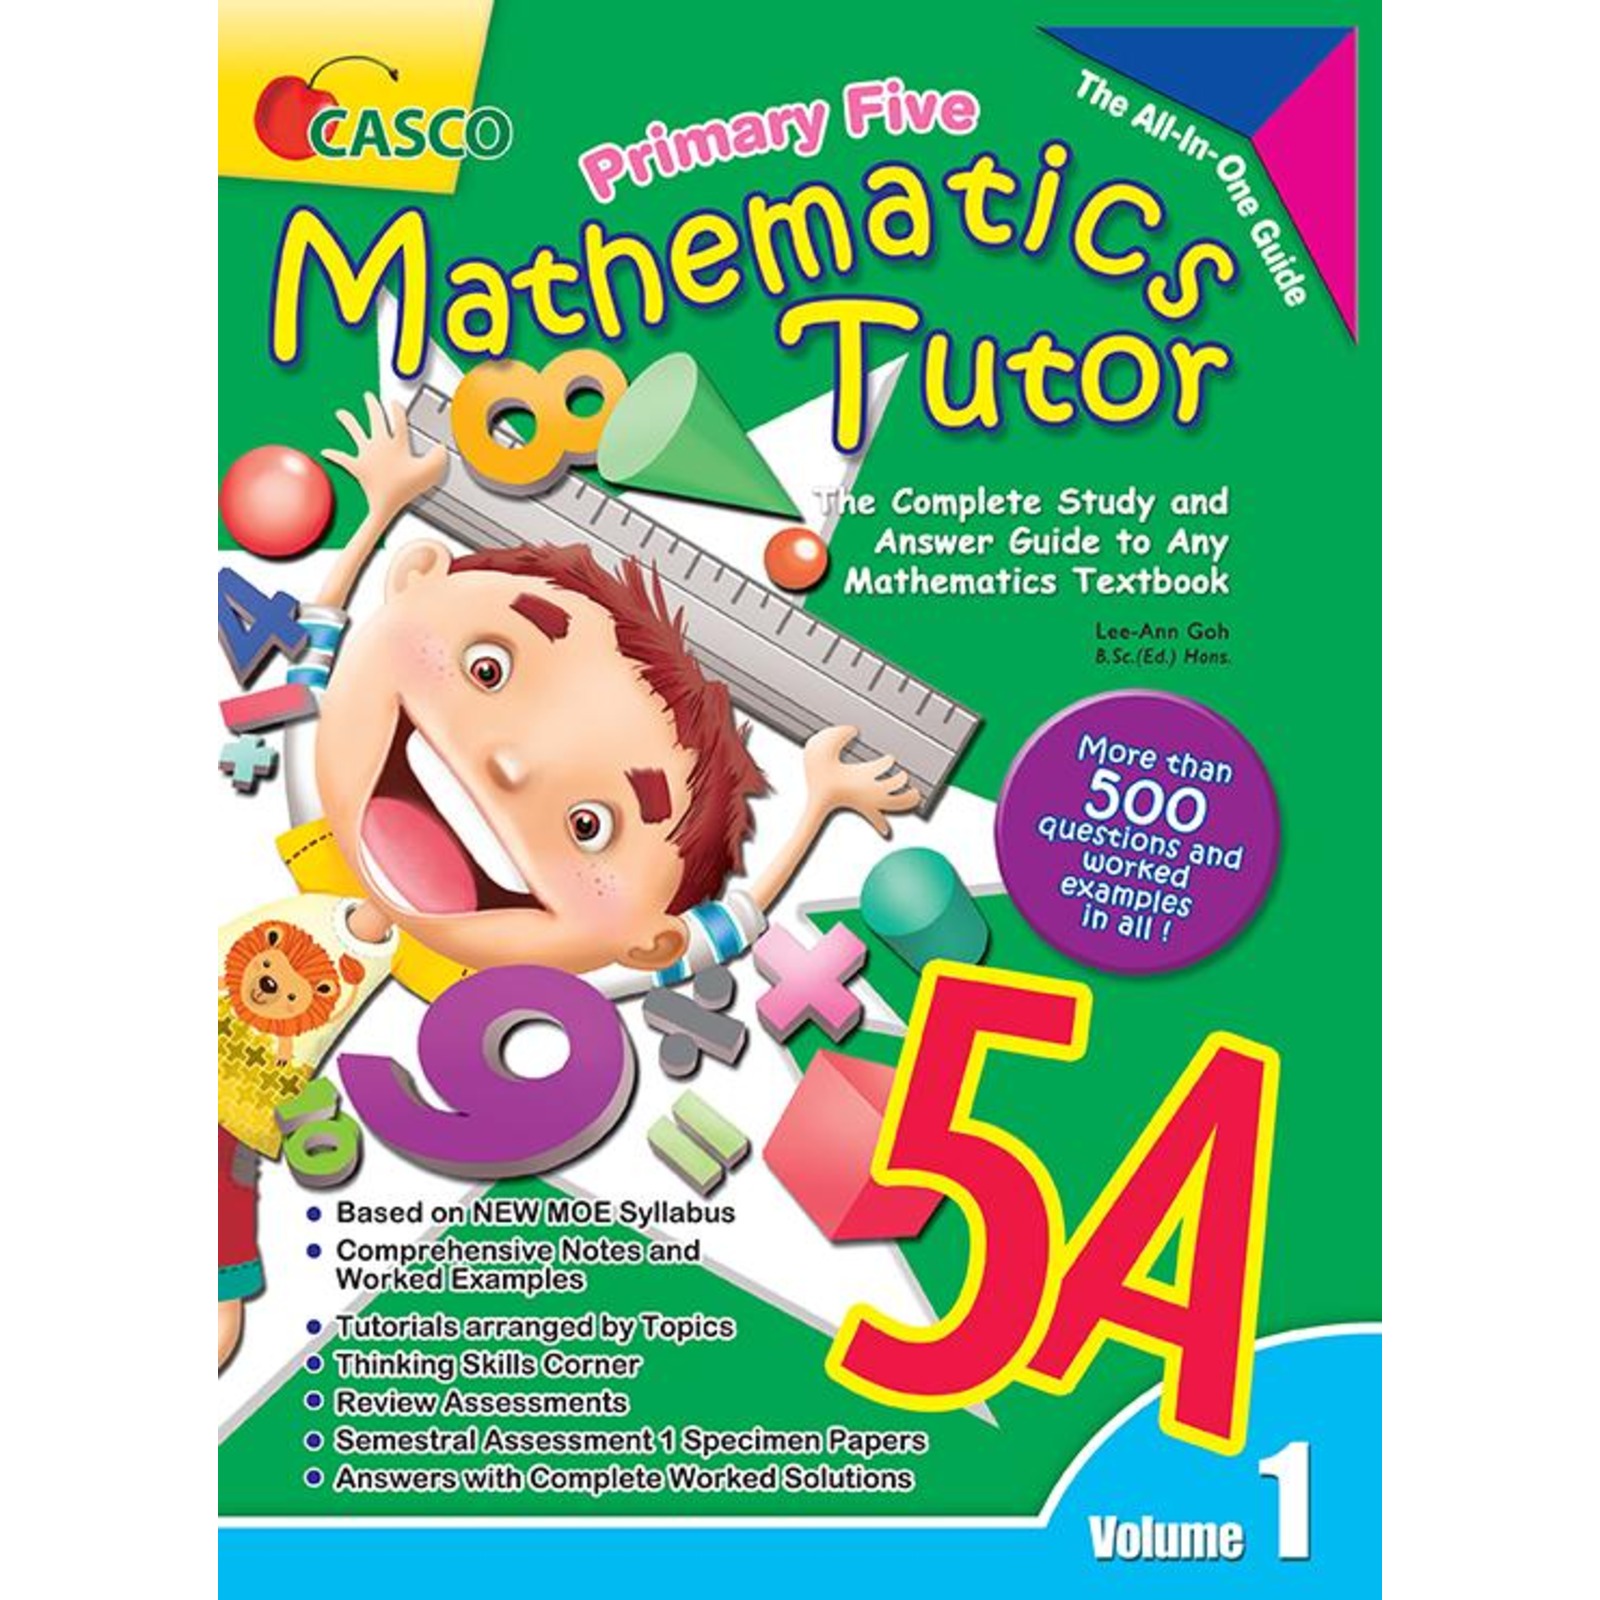 CASCO
Primary Five
Mathematics
Tutor
The All-In-One Guide
The Complete Study and
Answer Guide to Any
Mathematics Textbook
Lee-Ann Goh
B.Sc.(Ed.) Hons.
More than
500
questions and
worked
examples
in all !
8
4
9
5A
• Based on NEW MOE Syllabus
• Comprehensive Notes and
Worked Examples
• Tutorials arranged by Topics
• Thinking Skills Corner
• Review Assessments
• Semestral Assessment 1 Specimen Papers
• Answers with Complete Worked Solutions
Volume 1